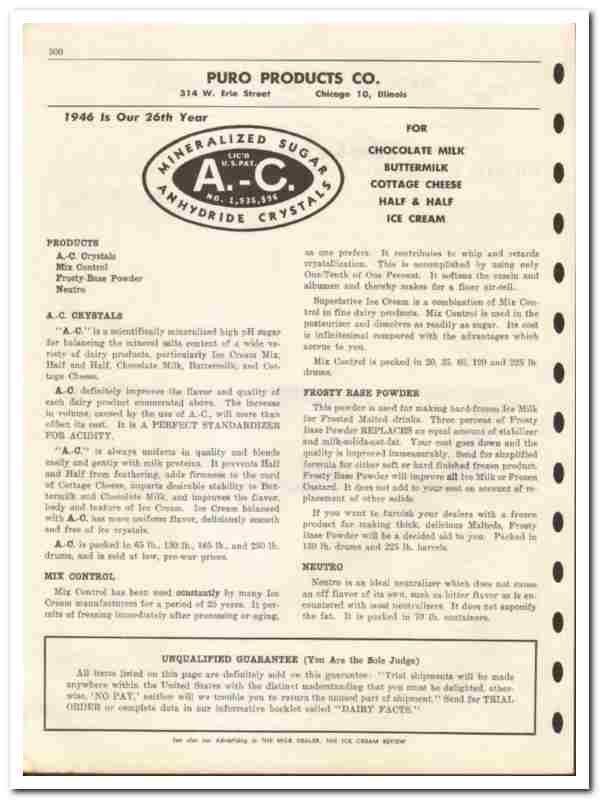 300
PURO PRODUCTS CO.
314 W. Erie Street Chicago 10, Illinois
1946 Is Our 26th Year
MINERALIZED SUGAR
LIC'D
U.S. PAT.
A.-C.
NO. 1,935,596
ANHYDRIDE CRYSTALS
FOR
CHOCOLATE MILK
BUTTERMILK
COTTAGE CHEESE
HALF & HALF
ICE CREAM
PRODUCTS
A.-C. Crystals
Mix Control
Frosty-Base Powder
Neutro
A.-C. CRYSTALS
"A.-C." is a scientifically mineralized high pH sugar
for balancing the mineral salts content of a wide va-
riety of dairy products, particularly Ice Cream Mix,
Half and Half, Chocolate Milk, Buttermilk, and Cot-
tage Cheese.
A.-C. definitely improves the flavor and quality of
each dairy product enumerated above. The increase
in volume, caused by the use of A.-C., will more than
offset its cost. It is A PERFECT STANDARDIZER
FOR ACIDITY.
"A.-C." is always uniform in quality and blends
easily and gently with milk proteins. It prevents Half
and Half from feathering, adds firmness to the curd
of Cottage Cheese, imparts desirable stability to But-
termilk and Chocolate Milk, and improves the flavor,
body and texture of Ice Cream. Ice Cream balanced
with A.-C. has more uniform flavor, deliciously smooth
and free of ice crystals.
A.-C. is packed in 65 lb., 130 lb., 165 lb., and 250 lb.
drums, and is sold at low, pre-war prices.
MIX CONTROL
Mix Control has been used constantly by many Ice
Cream manufacturers for a period of 25 years. It per-
mits of freezing immediately after processing or aging,
as one prefers. It contributes to whip and retards
crystallization. This is accomplished by using only
One-Tenth of One Percent. It softens the casein and
albumen and thereby makes for a finer air-cell.
Superlative Ice Cream is a combination of Mix Con-
trol in fine dairy products. Mix Control is used in the
pasteurizer and dissolves as readily as sugar. Its cost
is infinitesimal compared with the advantages which
accrue to you.
Mix Control is packed in 20, 35, 60, 120 and 225 lb.
drums.
FROSTY BASE POWDER
This powder is used for making hard-frozen Ice Milk
for Frosted Malted drinks. Three percent of Frosty
Base Powder REPLACES an equal amount of stabilizer
and milk-solids-not-fat. Your cost goes down and the
quality is improved immeasurably. Send for simplified
formula for either soft or hard finished frozen product.
Frosty Base Powder will improve all Ice Milk or Frozen
Custard. It does not add to your cost on account of re-
placement of other solids.
If you want to furnish your dealers with a frozen
product for making thick, delicious Malteds, Frosty
Base Powder will be a decided aid to you. Packed in
130 lb. drums and 225 lb. barrels.
NEUTRO
Neutro is an ideal neutralizer which does not cause
an off flavor of its own, such as bitter flavor as is en-
countered with most neutralizers. It does not saponify
the fat. It is packed in 70 lb. containers.
UNQUALIFIED GUARANTEE (You Are the Sole Judge)
All items listed on this page are definitely sold on this guarantee: "Trial shipments will be made
anywhere within the United States with the distinct understanding that you must be delighted, other-
wise, 'NO PAY,' neither will we trouble you to return the unused part of shipment." Send for TRIAL
ORDER or complete data in our informative booklet called "DAIRY FACTS."
See also our Advertising in THE MILK DEALER, THE ICE CREAM REVIEW